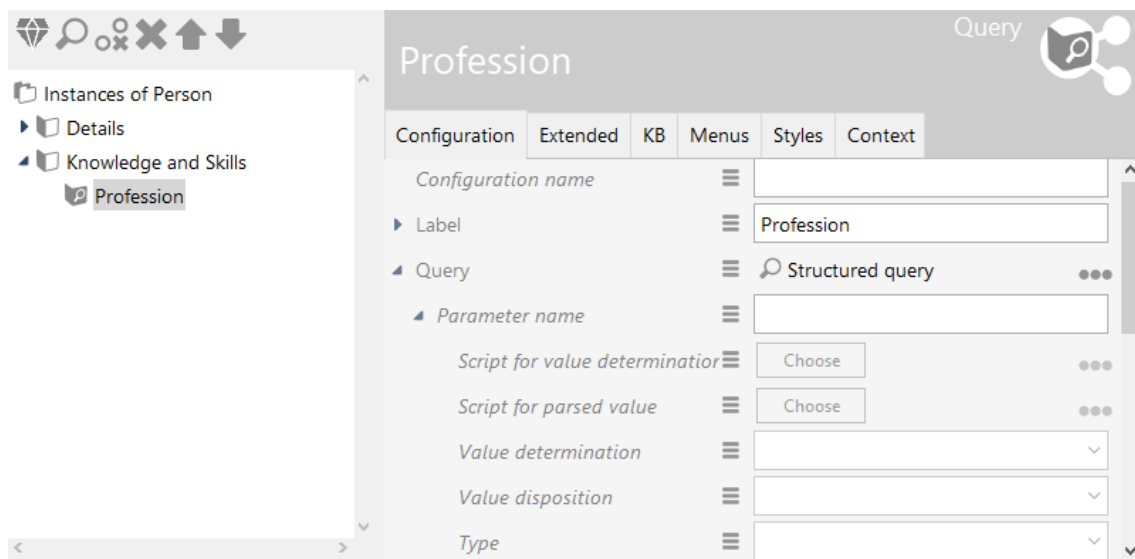 Instances of Person
Details
Knowledge and Skills
Profession
Query
Profession
Configuration Extended KB Menus Styles Context
Configuration name
Label Profession
Query Structured query
Parameter name
Script for value determination Choose
Script for parsed value Choose
Value determination
Value disposition
Type